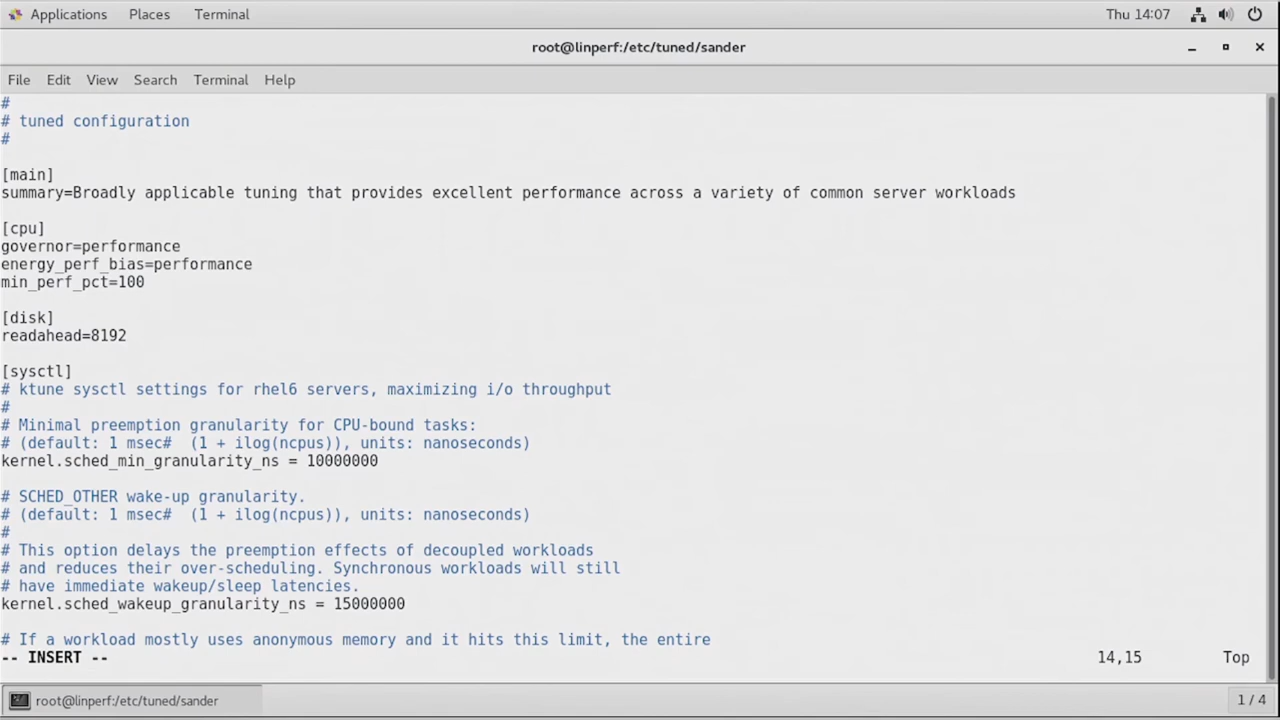 Applications Places Terminal Thu 14:07
root@linperf:/etc/tuned/sander
File Edit View Search Terminal Help
#
# tuned configuration
#
[main]
summary=Broadly applicable tuning that provides excellent performance across a variety of common server workloads
[cpu]
governor=performance
energy_perf_bias=performance
min_perf_pct=100
[disk]
readahead=8192
[sysctl]
# ktune sysctl settings for rhel6 servers, maximizing i/o throughput
#
# Minimal preemption granularity for CPU-bound tasks:
# (default: 1 msec#  (1 + ilog(ncpus)), units: nanoseconds)
kernel.sched_min_granularity_ns = 10000000
# SCHED_OTHER wake-up granularity.
# (default: 1 msec#  (1 + ilog(ncpus)), units: nanoseconds)
#
# This option delays the preemption effects of decoupled workloads
# and reduces their over-scheduling. Synchronous workloads will still
# have immediate wakeup/sleep latencies.
kernel.sched_wakeup_granularity_ns = 15000000
# If a workload mostly uses anonymous memory and it hits this limit, the entire
-- INSERT -- 14,15 Top
root@linperf:/etc/tuned/sander 1 / 4